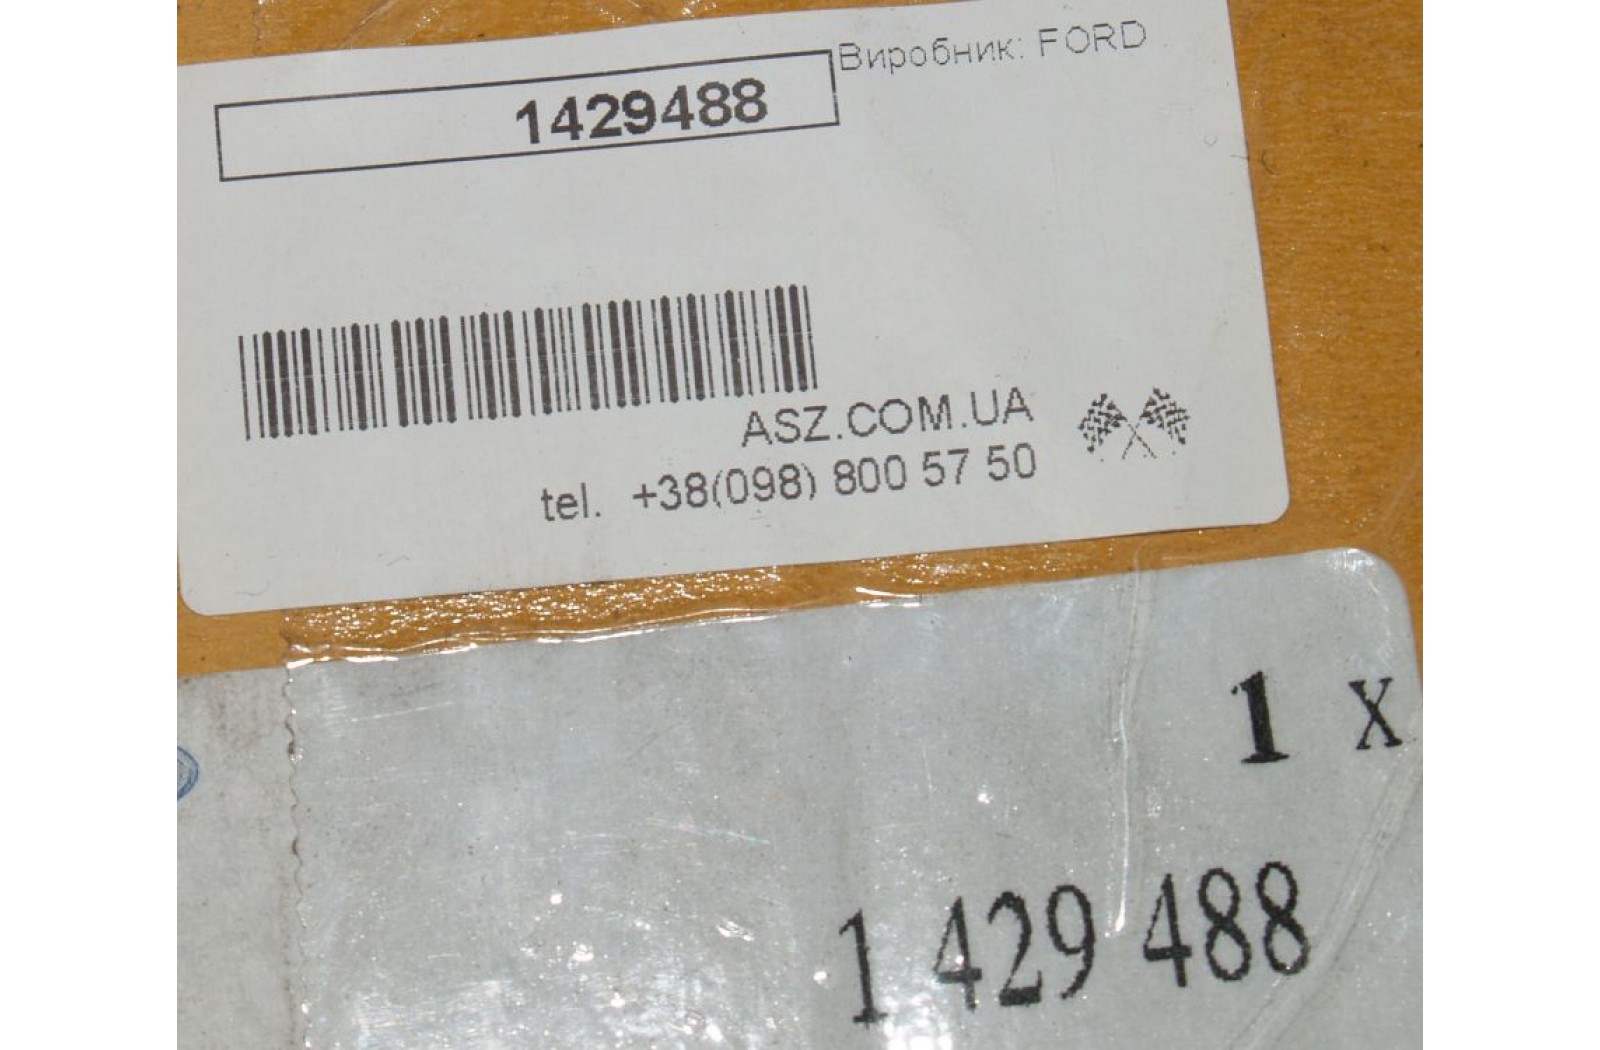 1429488 Виробник: FORD
ASZ.COM.UA
tel. +38(098) 800 57 50
1 X
1 429 488